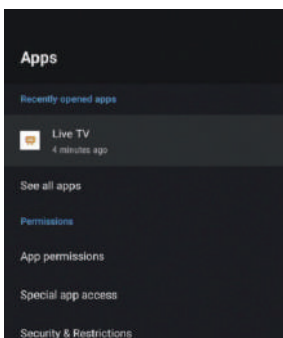 Apps
Recently opened apps
Live TV
4 minutes ago
See all apps
Permissions
App permissions
Special app access
Security & Restrictions